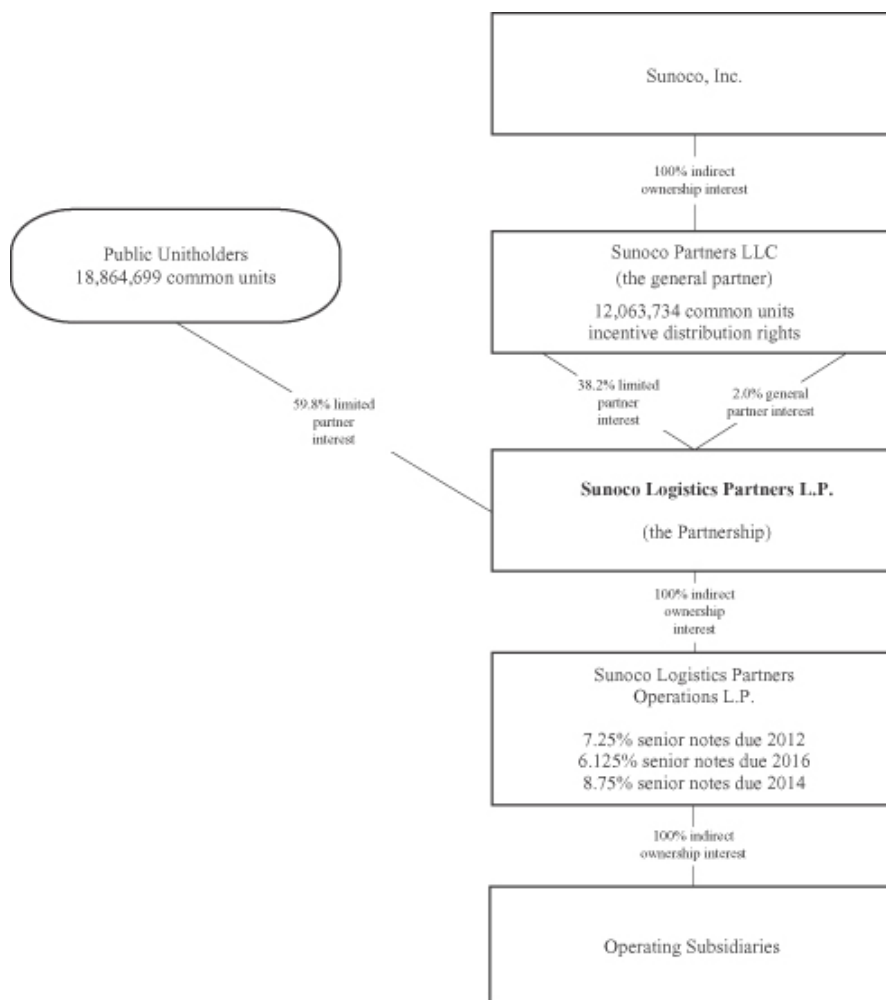 Sunoco, Inc.
100% indirect
ownership interest
Public Unitholders
18,864,699 common units
Sunoco Partners LLC
(the general partner)
12,063,734 common units
incentive distribution rights
59.8% limited
partner
interest
38.2% limited
partner
interest
2.0% general
partner interest
Sunoco Logistics Partners L.P.
(the Partnership)
100% indirect
ownership
interest
Sunoco Logistics Partners
Operations L.P.
7.25% senior notes due 2012
6.125% senior notes due 2016
8.75% senior notes due 2014
100% indirect
ownership interest
Operating Subsidiaries